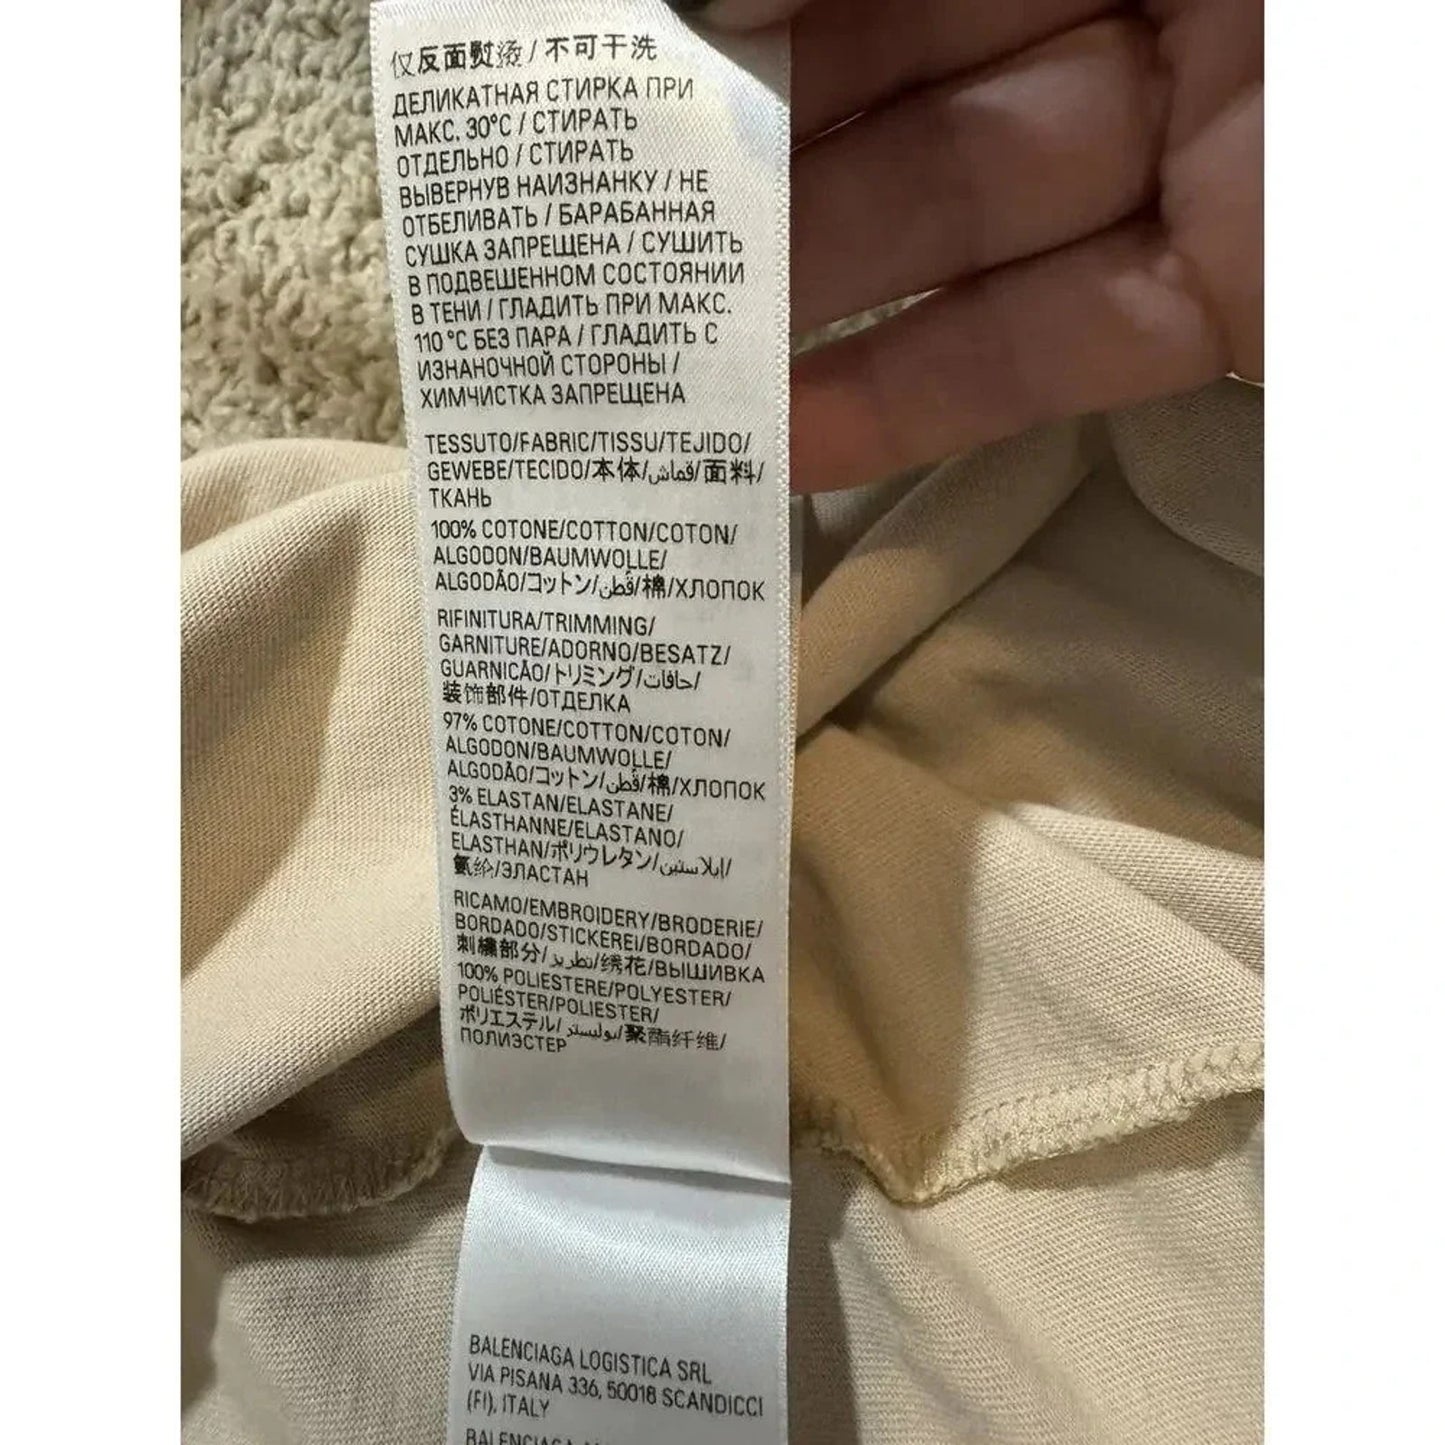 仅反面熨烫/不可干洗
ДЕЛИКАТНАЯ СТИРКА ПРИ
МАКС. 30°C / СТИРАТЬ
ОТДЕЛЬНО / СТИРАТЬ
ВЫВЕРНУВ НАИЗНАНКУ / НЕ
ОТБЕЛИВАТЬ / БАРАБАННАЯ
СУШКА ЗАПРЕЩЕНА / СУШИТЬ
В ПОДВЕШЕННОМ СОСТОЯНИИ
В ТЕНИ / ГЛАДИТЬ ПРИ МАКС.
110 °C БЕЗ ПАРА / ГЛАДИТЬ С
ИЗНАНОЧНОЙ СТОРОНЫ /
ХИМЧИСТКА ЗАПРЕЩЕНА
TESSUTO/FABRIC/TISSU/TEJIDO/
GEWEBE/TECIDO/本体/قماش/面料/
ТКАНЬ
100% COTONE/COTTON/COTON/
ALGODON/BAUMWOLLE/
ALGODÃO/コットン/قُطن/棉/ХЛОПОК
RIFINITURA/TRIMMING/
GARNITURE/ADORNO/BESATZ/
GUARNICÃO/トリミング/حافات/
装饰部件/ОТДЕЛКА
97% COTONE/COTTON/COTON/
ALGODON/BAUMWOLLE/
ALGODÃO/コットン/قُطن/棉/ХЛОПОК
3% ELASTAN/ELASTANE/
ÉLASTHANNE/ELASTANO/
ELASTHAN/ポリウレタン/إيلاستين/
氨纶/ЭЛАСТАН
RICAMO/EMBROIDERY/BRODERIE/
BORDADO/STICKEREI/BORDADO/
刺繍部分/تطريز/绣花/ВЫШИВКА
100% POLIESTERE/POLYESTER/
POLIÉSTER/POLIESTER/
ポリエステル/بوليستر/聚酯纤维/
ПОЛИЭСТЕР
BALENCIAGA LOGISTICA SRL
VIA PISANA 336, 50018 SCANDICCI
(FI), ITALY
BALENCIAGA